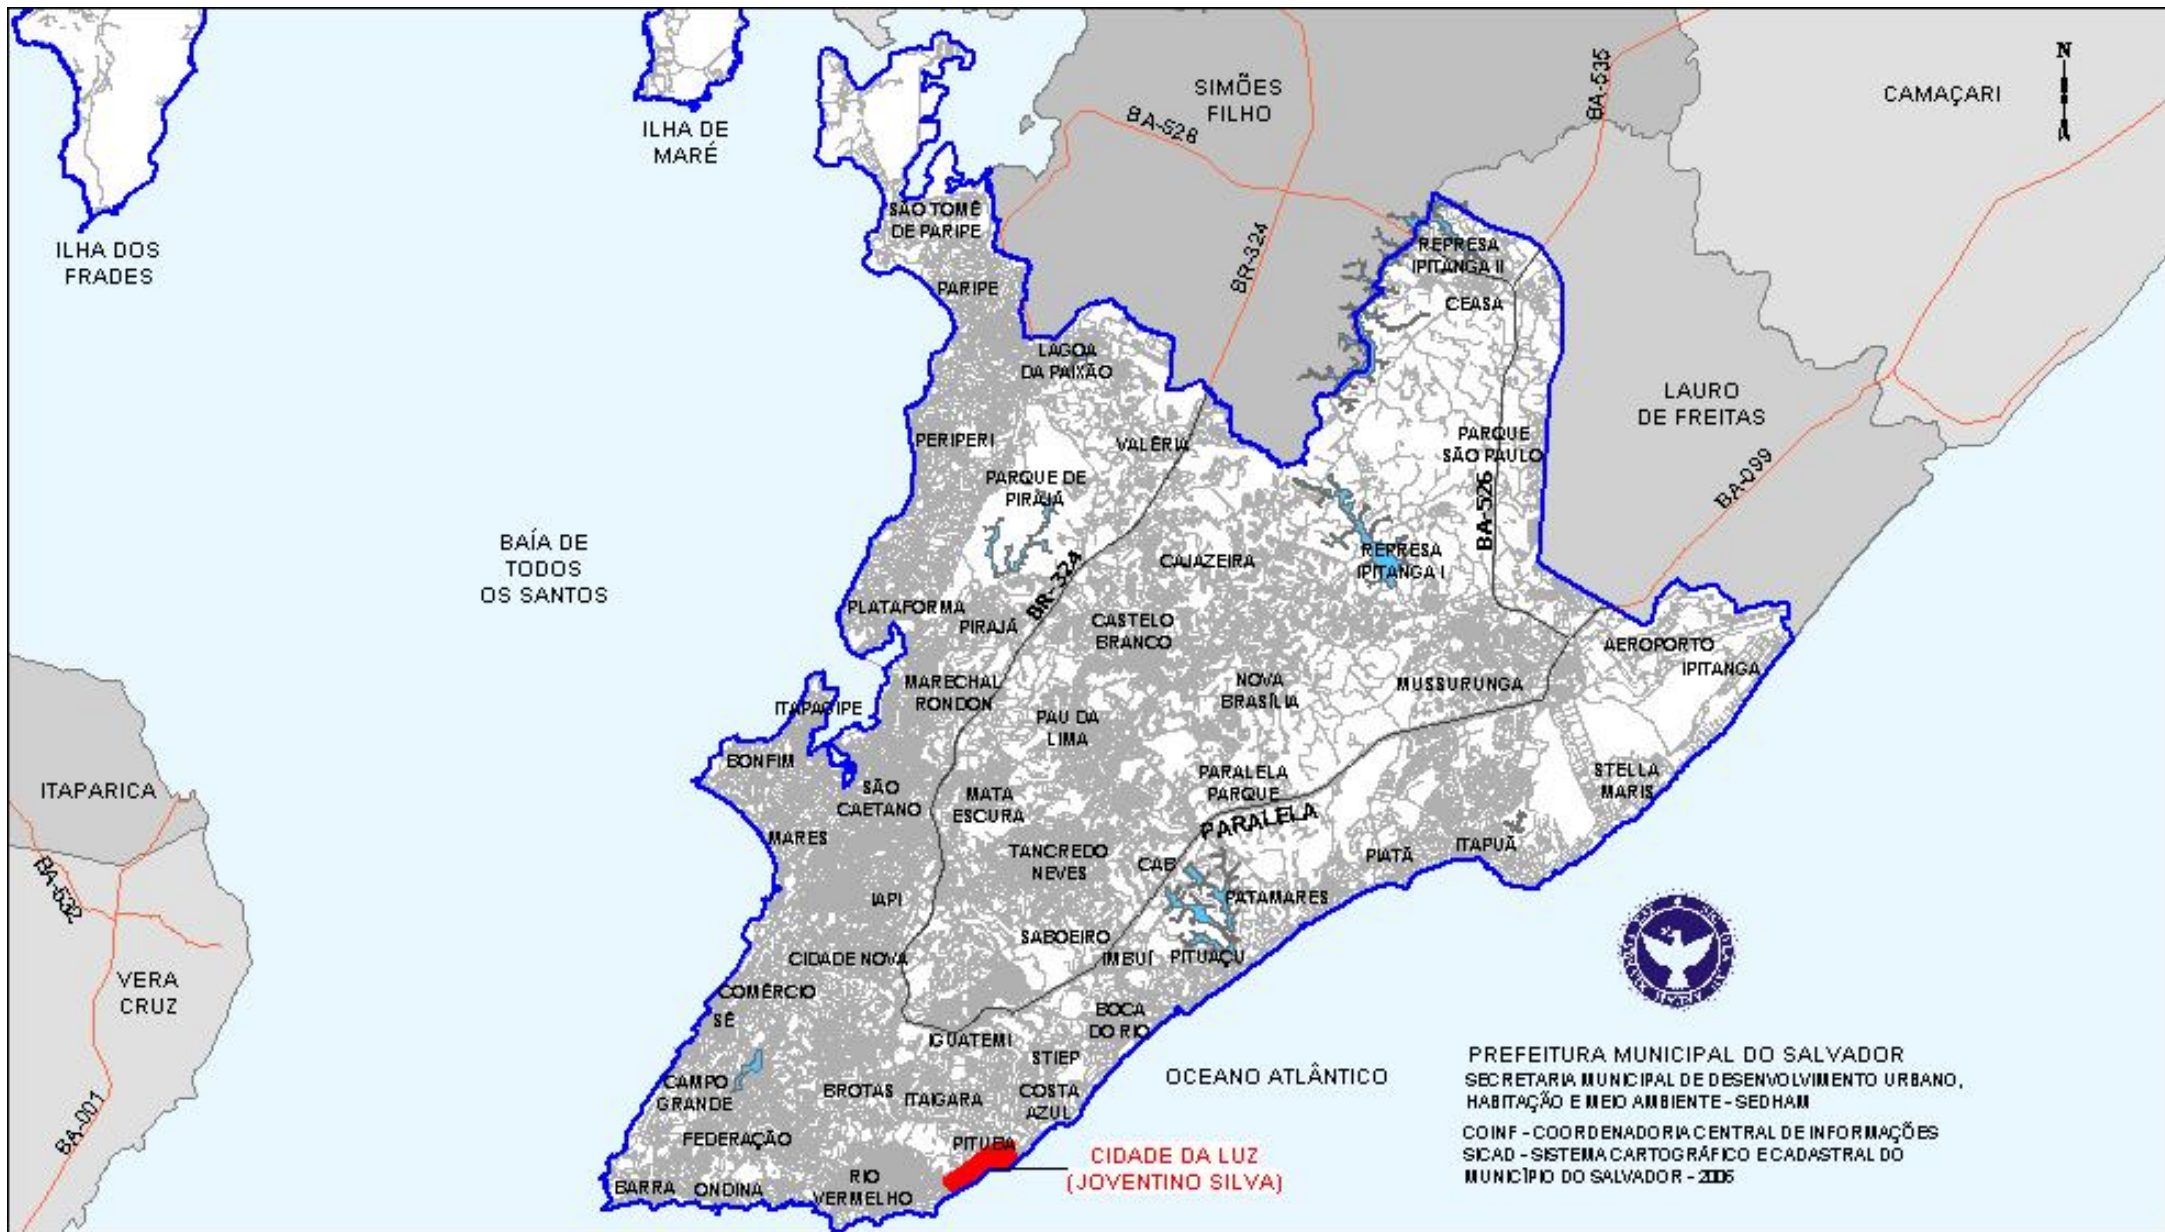 N
SIMÕES
FILHO
CAMAÇARI
BA-535
BA-528
ILHA DE
MARÉ
ILHA DOS
FRADES
SÃO TOMÉ
DE PARIPE
BR-324
REPRESA
IPITANGA II
PARIPE
CEASA
LAGOA
DA PAIXÃO
LAURO
DE FREITAS
PERIPERI
VALÉRIA
PARQUE
SÃO PAULO
BA-099
PARQUE DE
PIRAJÁ
BA-526
BAÍA DE
TODOS
OS SANTOS
CAJAZEIRA
REPRESA
IPITANGA I
BR-324
PLATAFORMA
PIRAJÁ
CASTELO
BRANCO
AEROPORTO
IPITANGA
MARECHAL
RONDON
NOVA
BRASÍLIA
MUSSURUNGA
ITAPAGIPE
PAU DA
LIMA
BONFIM
SÃO
CAETANO
MATA
ESCURA
PARALELA
PARQUE
STELLA
MARIS
ITAPARICA
PARALELA
MARES
TANCREDO
NEVES
CAB
PIATÃ
ITAPUÃ
BA-532
IAPI
PATAMARES
SABOEIRO
IMBUÍ
PITUAÇU
CIDADE NOVA
VERA
CRUZ
COMÉRCIO
SÉ
BOCA
DO RIO
IGUATEMI
STIEP
OCEANO ATLÂNTICO
CAMPO
GRANDE
BROTAS
ITAIGARA
COSTA
AZUL
BA-001
FEDERAÇÃO
PITUBA
CIDADE DA LUZ
(JOVENTINO SILVA)
BARRA
ONDINA
RIO
VERMELHO
PREFEITURA MUNICIPAL DO SALVADOR
SECRETARIA MUNICIPAL DE DESENVOLVIMENTO URBANO,
HABITAÇÃO E MEIO AMBIENTE - SEDHAM
COINF - COORDENADORIA CENTRAL DE INFORMAÇÕES
SICAD - SISTEMA CARTOGRÁFICO E CADASTRAL DO
MUNICÍPIO DO SALVADOR - 2006